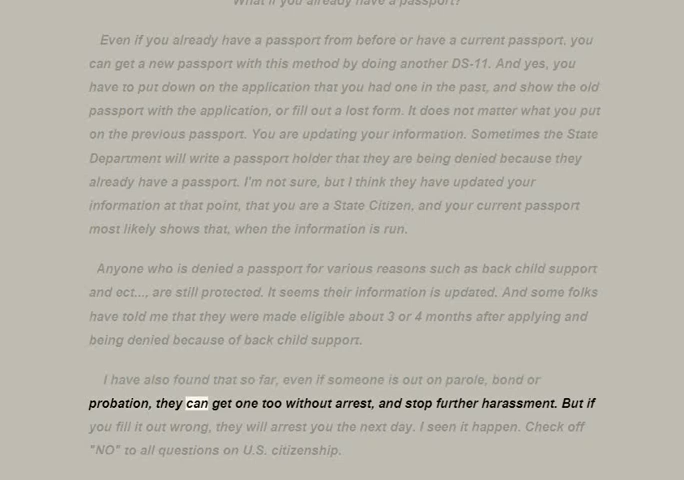 What if you already have a passport?
Even if you already have a passport from before or have a current passport, you
can get a new passport with this method by doing another DS-11. And yes, you
have to put down on the application that you had one in the past, and show the old
passport with the application, or fill out a lost form. It does not matter what you put
on the previous passport. You are updating your information. Sometimes the State
Department will write a passport holder that they are being denied because they
already have a passport. I'm not sure, but I think they have updated your
information at that point, that you are a State Citizen, and your current passport
most likely shows that, when the information is run.
Anyone who is denied a passport for various reasons such as back child support
and ect..., are still protected. It seems their information is updated. And some folks
have told me that they were made eligible about 3 or 4 months after applying and
being denied because of back child support.
I have also found that so far, even if someone is out on parole, bond or
probation, they can get one too without arrest, and stop further harassment. But if
you fill it out wrong, they will arrest you the next day. I seen it happen. Check off
"NO" to all questions on U.S. citizenship.